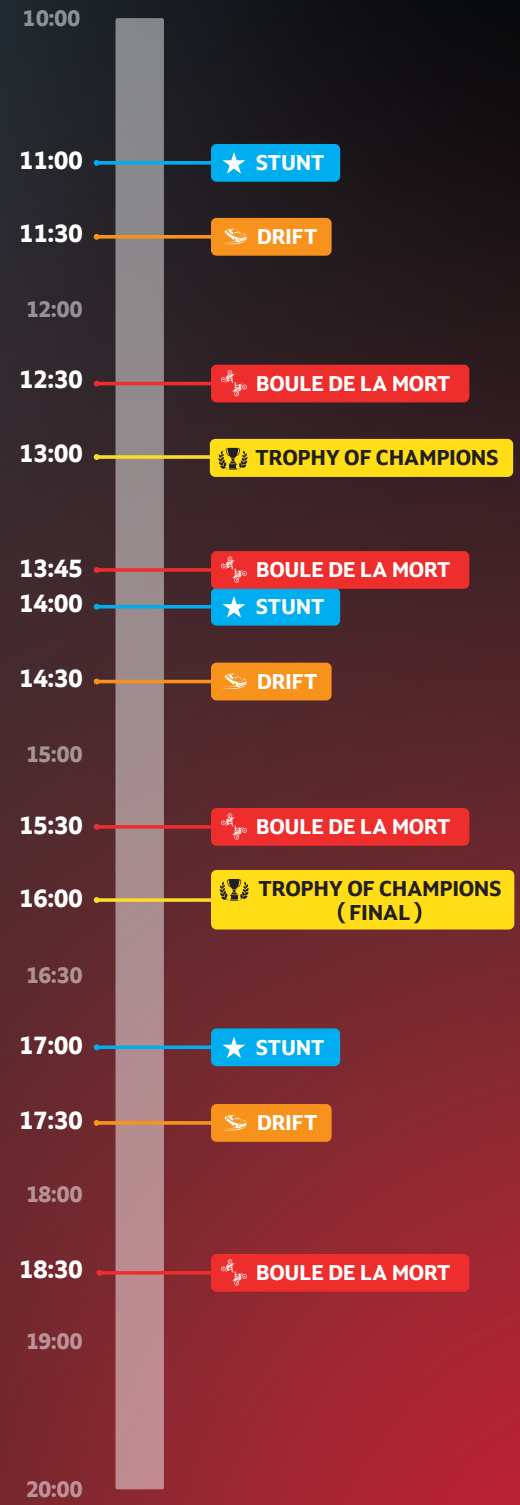 10:00
11:00 STUNT
11:30 DRIFT
12:00
12:30 BOULE DE LA MORT
13:00 TROPHY OF CHAMPIONS
13:45 BOULE DE LA MORT
14:00 STUNT
14:30 DRIFT
15:00
15:30 BOULE DE LA MORT
16:00 TROPHY OF CHAMPIONS
( FINAL )
16:30
17:00 STUNT
17:30 DRIFT
18:00
18:30 BOULE DE LA MORT
19:00
20:00